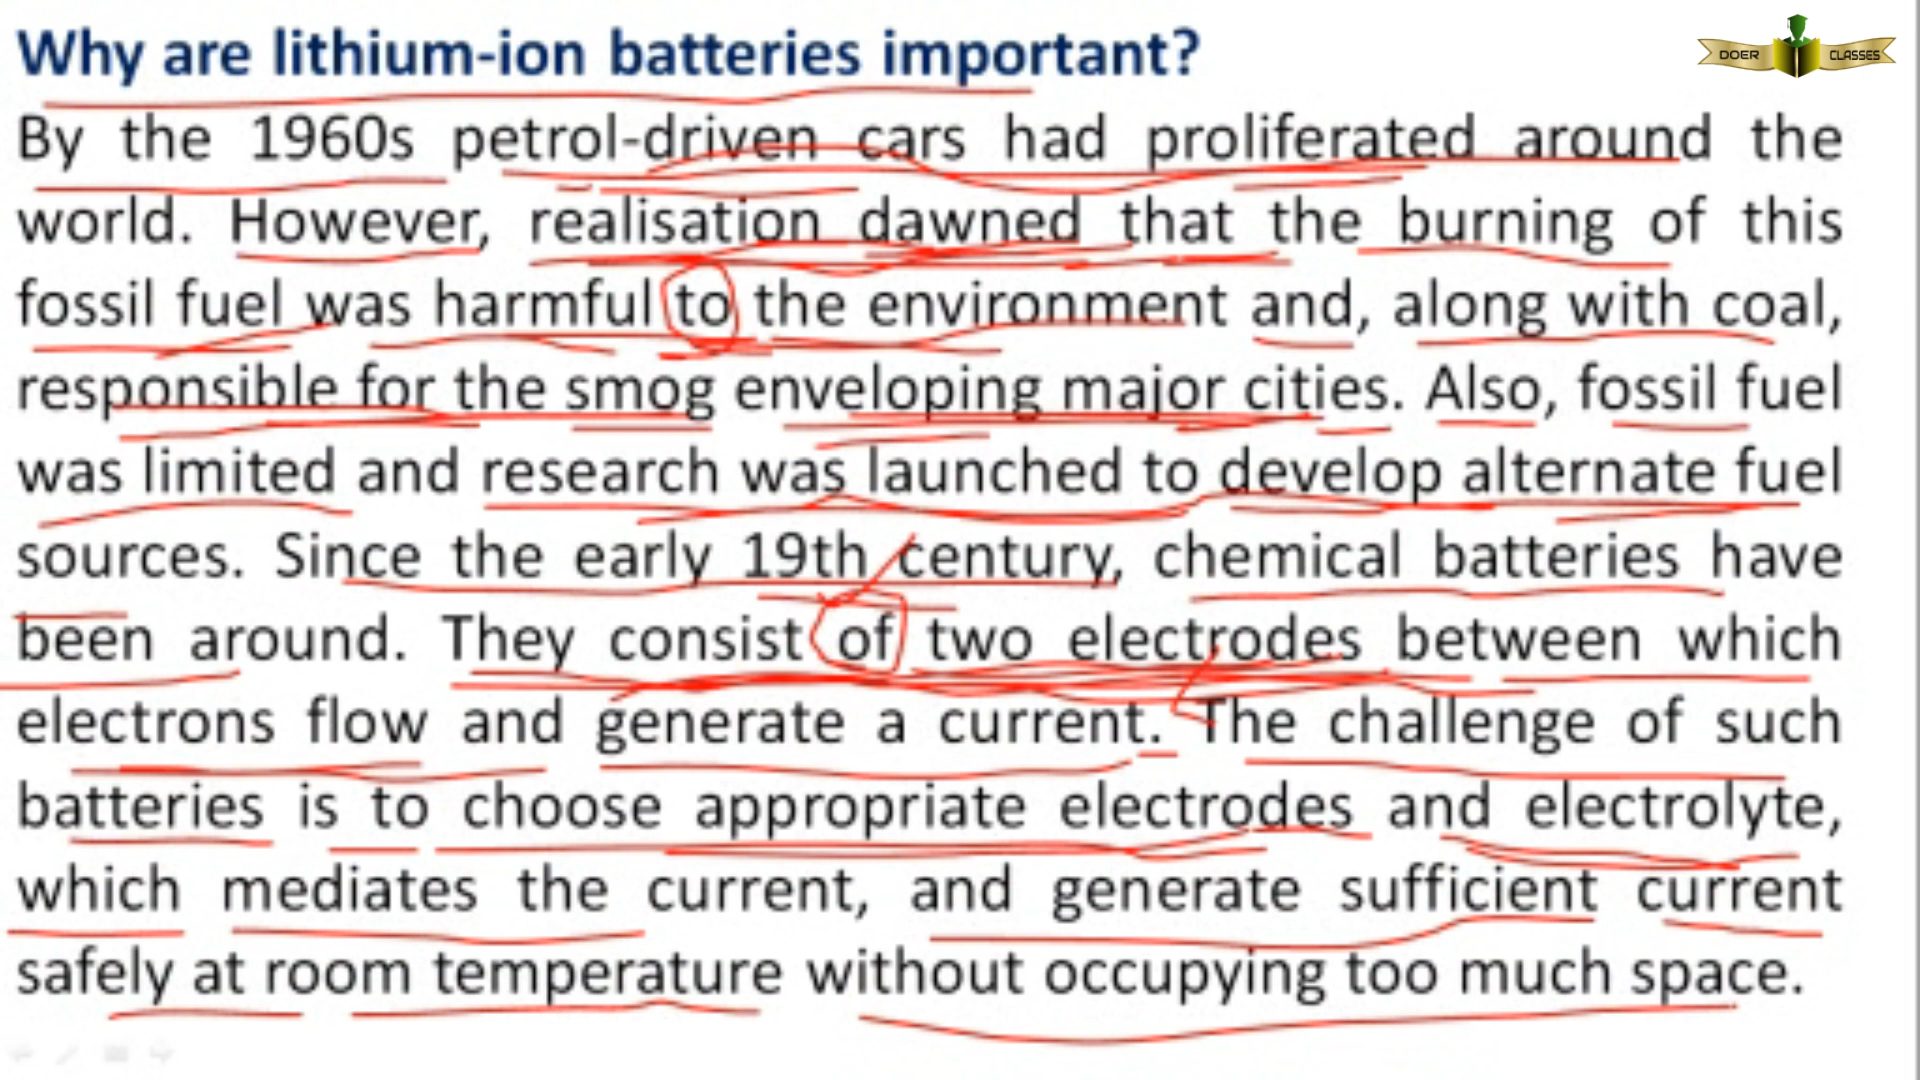 Why are lithium-ion batteries important?
DOER CLASSES
By the 1960s petrol-driven cars had proliferated around the
world. However, realisation dawned that the burning of this
fossil fuel was harmful to the environment and, along with coal,
responsible for the smog enveloping major cities. Also, fossil fuel
was limited and research was launched to develop alternate fuel
sources. Since the early 19th century, chemical batteries have
been around. They consist of two electrodes between which
electrons flow and generate a current. The challenge of such
batteries is to choose appropriate electrodes and electrolyte,
which mediates the current, and generate sufficient current
safely at room temperature without occupying too much space.